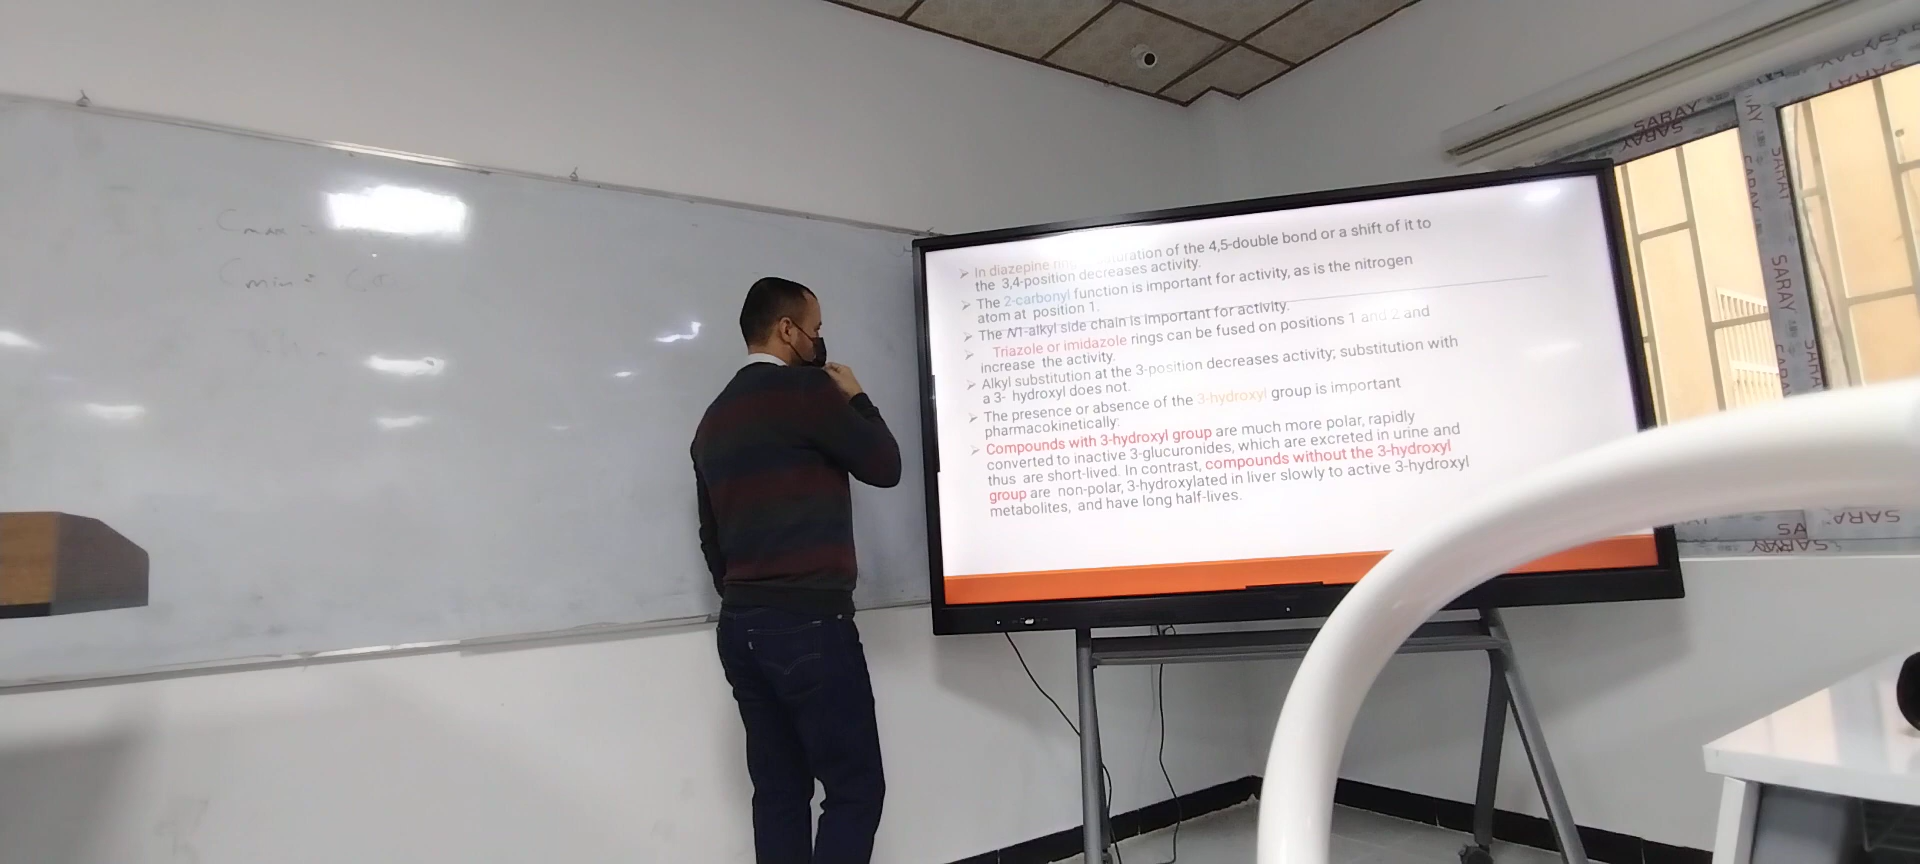 Cmax =
Cmin =
In diazepine ring, saturation of the 4,5-double bond or a shift of it to
the 3,4-position decreases activity.
The 2-carbonyl function is important for activity, as is the nitrogen
atom at position 1.
The N1-alkyl side chain is important for activity.
Triazole or imidazole rings can be fused on positions 1 and 2 and
increase the activity.
Alkyl substitution at the 3-position decreases activity; substitution with
a 3- hydroxyl does not.
The presence or absence of the 3-hydroxyl group is important
pharmacokinetically:
Compounds with 3-hydroxyl group are much more polar, rapidly
converted to inactive 3-glucuronides, which are excreted in urine and
thus are short-lived. In contrast, compounds without the 3-hydroxyl
group are non-polar, 3-hydroxylated in liver slowly to active 3-hydroxyl
metabolites, and have long half-lives.
SARAY
SARAY
SARAY
SARAY
SARAY